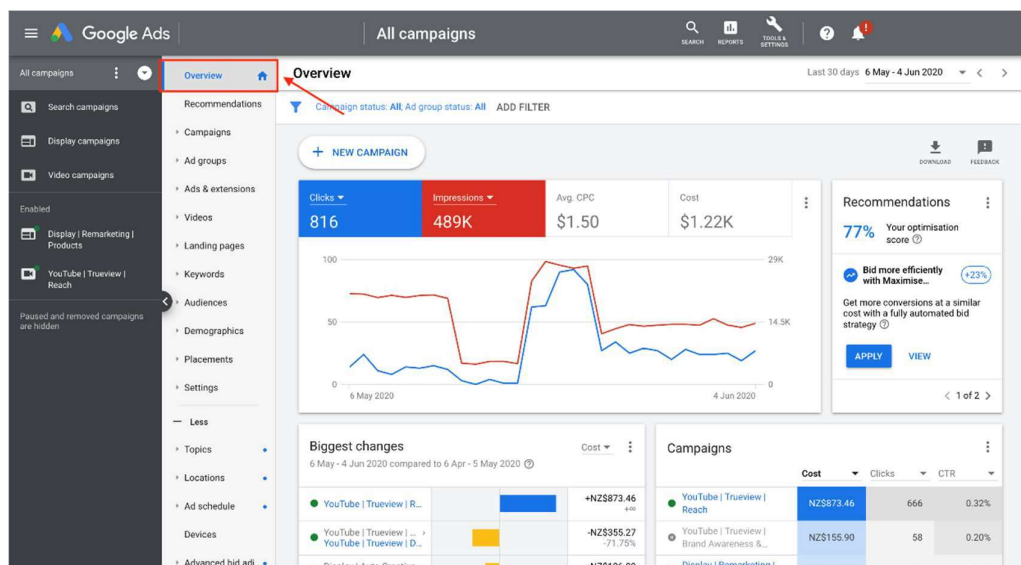 Google Ads
All campaigns
SEARCH
REPORTS
TOOLS &
SETTINGS
?
!
All campaigns
Search campaigns
Display campaigns
Video campaigns
Enabled
Display | Remarketing |
Products
YouTube | Trueview |
Reach
Paused and removed campaigns
are hidden
Overview
Recommendations
Campaigns
Ad groups
Ads & extensions
Videos
Landing pages
Keywords
Audiences
Demographics
Placements
Settings
Less
Topics
Locations
Ad schedule
Devices
Advanced bid adj
Overview
Last 30 days 6 May - 4 Jun 2020
Campaign status: All; Ad group status: All ADD FILTER
+ NEW CAMPAIGN
DOWNLOAD
FEEDBACK
Clicks
816
Impressions
489K
Avg. CPC
$1.50
Cost
$1.22K
100
50
0
29K
14.5K
0
6 May 2020
4 Jun 2020
Recommendations
77%
Your optimisation
score
Bid more efficiently
with Maximise...
+23%
Get more conversions at a similar
cost with a fully automated bid
strategy
APPLY VIEW
1 of 2
Biggest changes
Cost
6 May - 4 Jun 2020 compared to 6 Apr - 5 May 2020
YouTube | Trueview | R...
+NZ$873.46
+∞
YouTube | Trueview | ...
YouTube | Trueview | D...
-NZ$355.27
-71.75%
Campaigns
Cost Clicks CTR
YouTube | Trueview |
Reach
NZ$873.46 666 0.32%
YouTube | Trueview |
Brand Awareness &...
NZ$155.90 58 0.20%
Display | Remarketing |